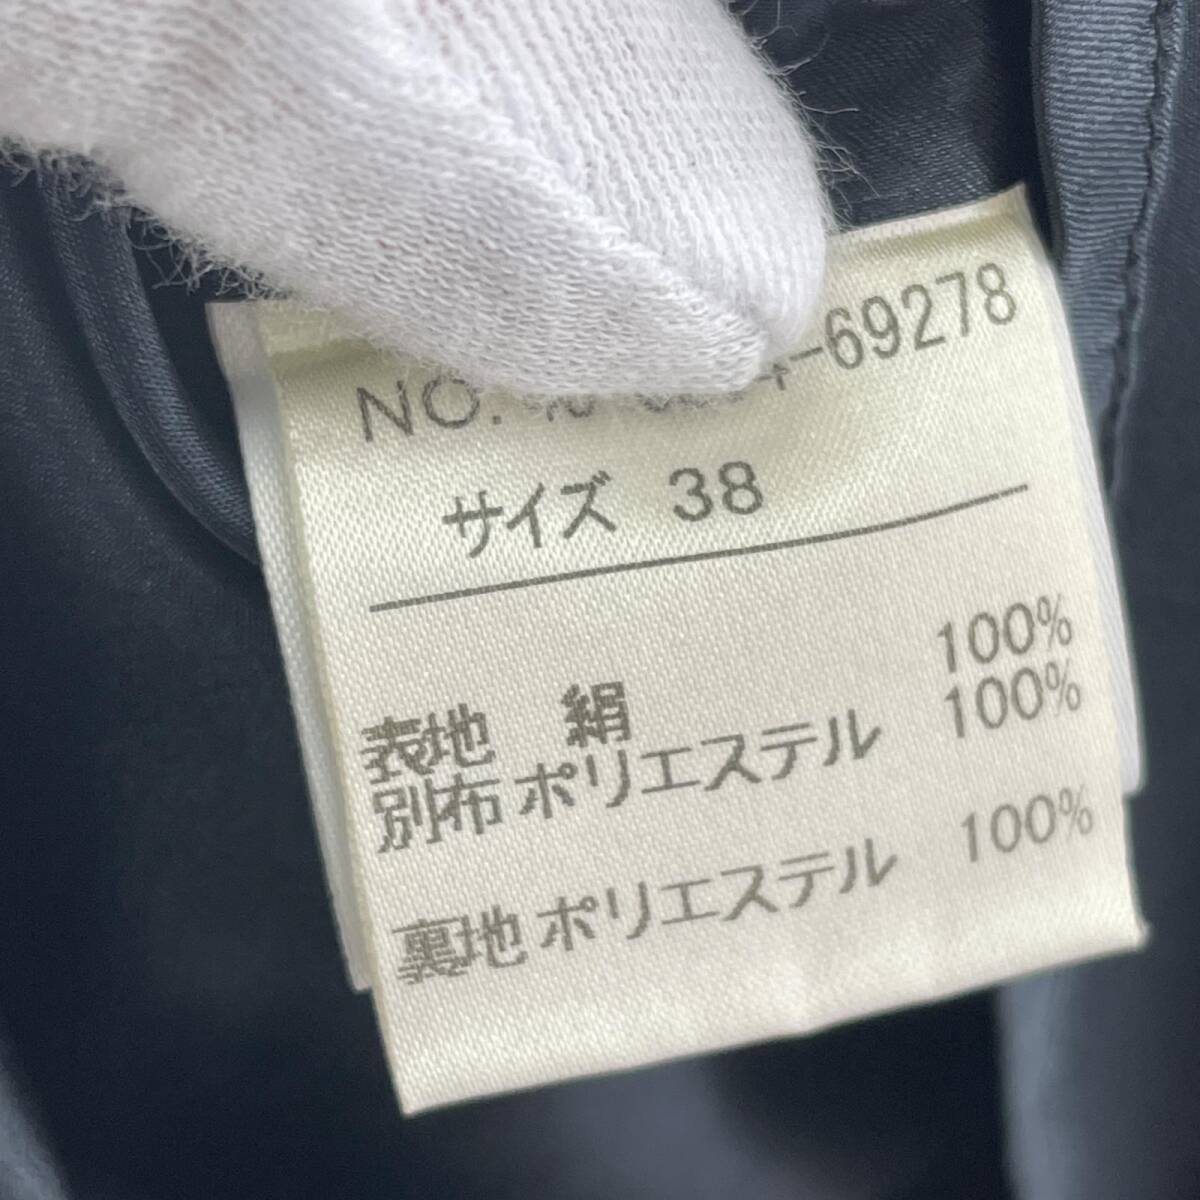 NO. 4-69278
サイズ 38
表地 絹 100%
別布 ポリエステル 100%
裏地 ポリエステル 100%